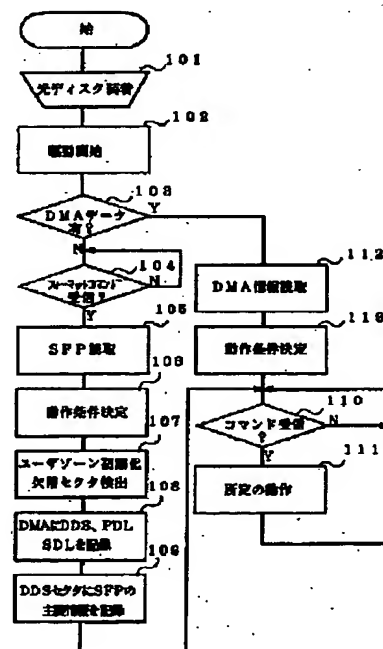 始
101
光ディスク装着
102
駆動開始
103
DMAデータ
有?
Y
N
104
フォーマットコマンド
受信?
N
Y
105
SFP読取
106
動作条件決定
107
ユーザゾーン初期化
欠陥セクタ検出
108
DMAにDDS、PDL
SDLを記録
109
DDSセクタにSFPの
主要情報を記録
112
DMA情報読取
113
動作条件決定
110
コマンド受信
?
N
Y
111
所定の動作